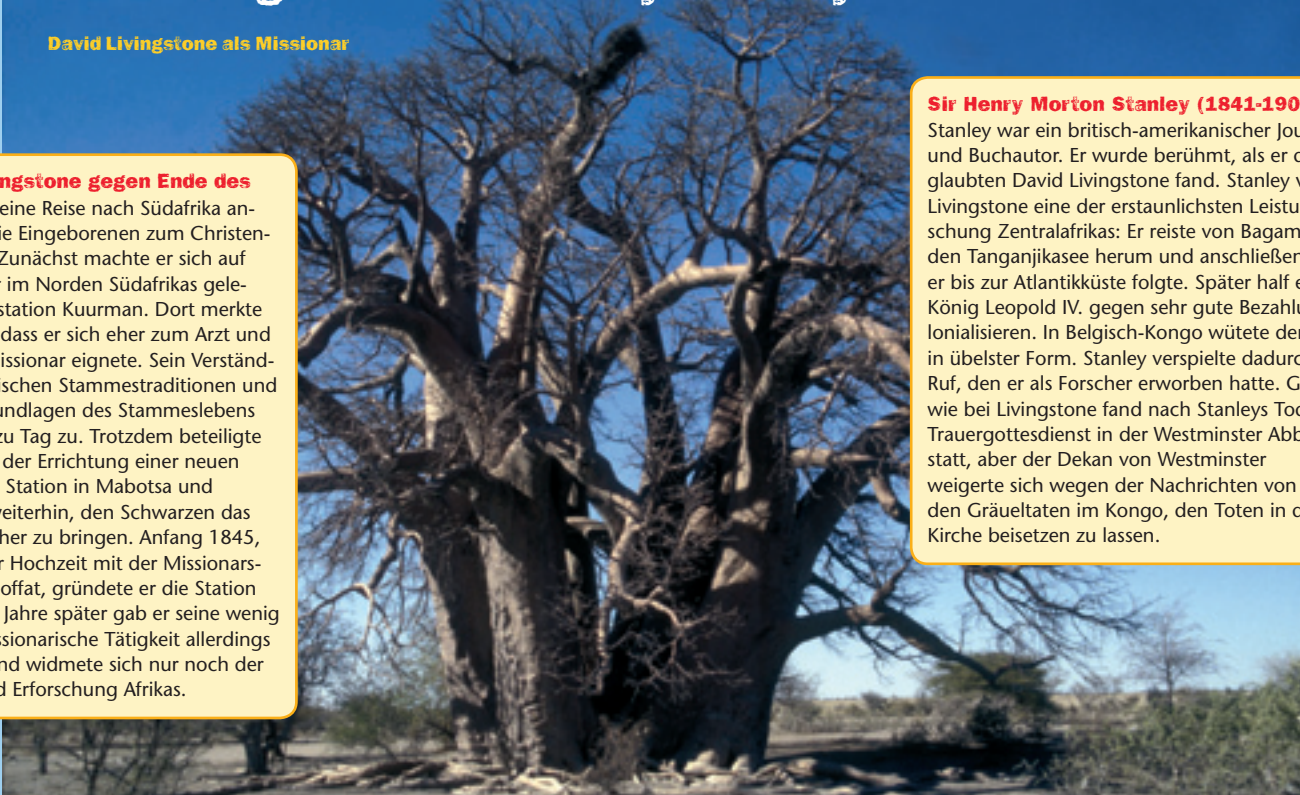 David Livingstone als Missionar
ngstone gegen Ende des
eine Reise nach Südafrika an-
ie Eingeborenen zum Christen-
Zunächst machte er sich auf
im Norden Südafrikas gele-
station Kuurman. Dort merkte
dass er sich eher zum Arzt und
issionar eignete. Sein Verständ-
ischen Stammestraditionen und
undlagen des Stammeslebens
zu Tag zu. Trotzdem beteiligte
der Errichtung einer neuen
Station in Mabotsa und
weiterhin, den Schwarzen das
her zu bringen. Anfang 1845,
r Hochzeit mit der Missionars-
offat, gründete er die Station
Jahre später gab er seine wenig
ssionarische Tätigkeit allerdings
nd widmete sich nur noch der
d Erforschung Afrikas.
Sir Henry Morton Stanley (1841-190
Stanley war ein britisch-amerikanischer Jou
und Buchautor. Er wurde berühmt, als er d
glaubten David Livingstone fand. Stanley v
Livingstone eine der erstaunlichsten Leistu
schung Zentralafrikas: Er reiste von Bagam
den Tanganjikasee herum und anschließen
er bis zur Atlantikküste folgte. Später half e
König Leopold IV. gegen sehr gute Bezahlu
lonialisieren. In Belgisch-Kongo wütete der
in übelster Form. Stanley verspielte dadurc
Ruf, den er als Forscher erworben hatte. G
wie bei Livingstone fand nach Stanleys Tod
Trauergottesdienst in der Westminster Abb
statt, aber der Dekan von Westminster
weigerte sich wegen der Nachrichten von
den Gräueltaten im Kongo, den Toten in d
Kirche beisetzen zu lassen.